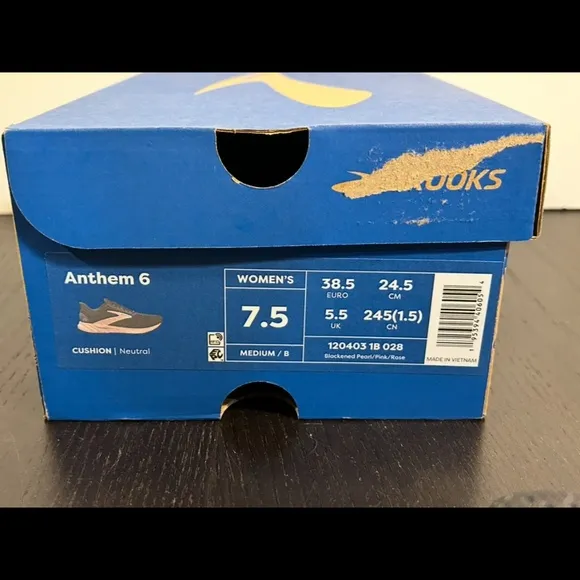 ROOKS
Anthem 6
CUSHION | Neutral
WOMEN'S
7.5
MEDIUM / B
38.5
EURO
24.5
CM
5.5
UK
245(1.5)
CN
120403 1B 028
Blackened Pearl/Pink/Rose
MADE IN VIETNAM